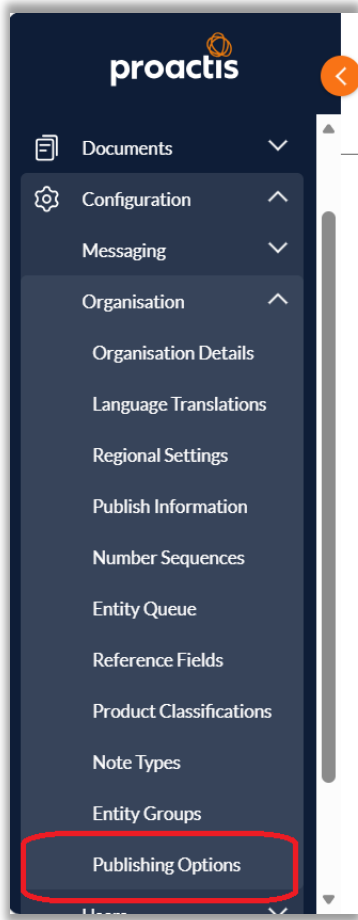 proactis
Documents
Configuration
Messaging
Organisation
Organisation Details
Language Translations
Regional Settings
Publish Information
Number Sequences
Entity Queue
Reference Fields
Product Classifications
Note Types
Entity Groups
Publishing Options